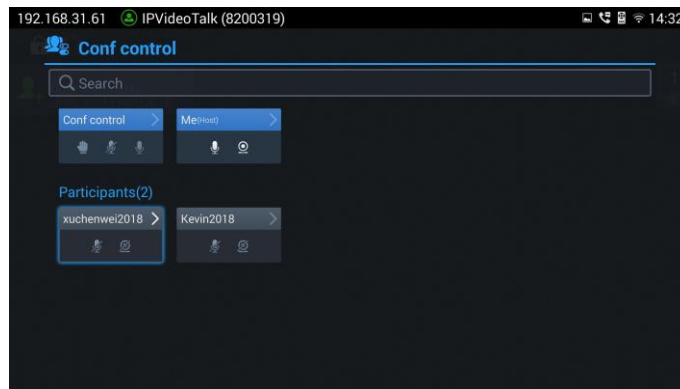 192.168.31.61 IPVideoTalk (8200319) 14:32
Conf control
Search
Conf control Me(Host)
Participants(2)
xuchenwei2018 Kevin2018